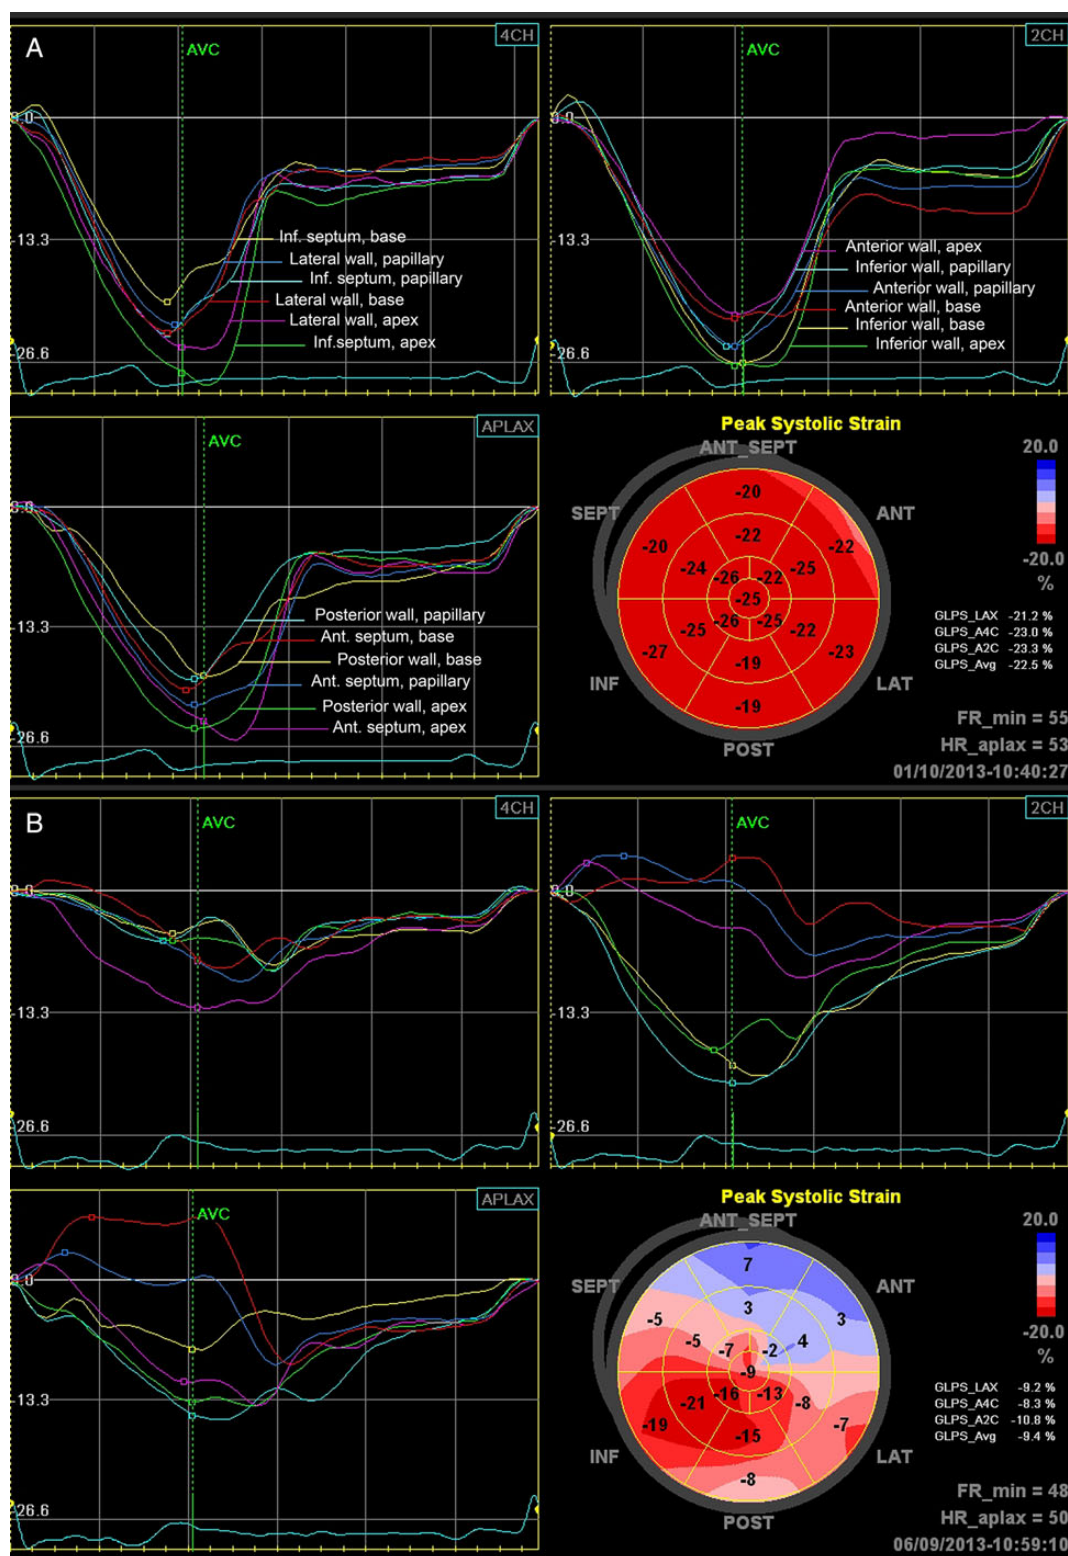 A
AVC
4CH
0.0
-13.3
-26.6
Inf. septum, base
Lateral wall, papillary
Inf. septum, papillary
Lateral wall, base
Lateral wall, apex
Inf.septum, apex
AVC
2CH
0.0
-13.3
-26.6
Anterior wall, apex
Inferior wall, papillary
Anterior wall, papillary
Anterior wall, base
Inferior wall, base
Inferior wall, apex
AVC
APLAX
0.0
-13.3
-26.6
Posterior wall, papillary
Ant. septum, base
Posterior wall, base
Ant. septum, papillary
Posterior wall, apex
Ant. septum, apex
Peak Systolic Strain
ANT_SEPT
SEPT
ANT
INF
LAT
POST
-20
-22
-20
-22
-24
-25
-26
-22
-25
-26
-25
-25
-22
-27
-23
-19
-19
20.0
-20.0
%
GLPS_LAX -21.2 %
GLPS_A4C -23.0 %
GLPS_A2C -23.3 %
GLPS_Avg -22.5 %
FR_min = 55
HR_aplax = 53
01/10/2013-10:40:27
B
AVC
4CH
0.0
-13.3
-26.6
AVC
2CH
0.0
-13.3
-26.6
AVC
APLAX
0.0
-13.3
-26.6
Peak Systolic Strain
ANT_SEPT
SEPT
ANT
INF
LAT
POST
7
3
-5
3
-5
4
-7
-2
-9
-16
-13
-21
-8
-19
-7
-15
-8
20.0
-20.0
%
GLPS_LAX -9.2 %
GLPS_A4C -8.3 %
GLPS_A2C -10.8 %
GLPS_Avg -9.4 %
FR_min = 48
HR_aplax = 50
06/09/2013-10:59:10